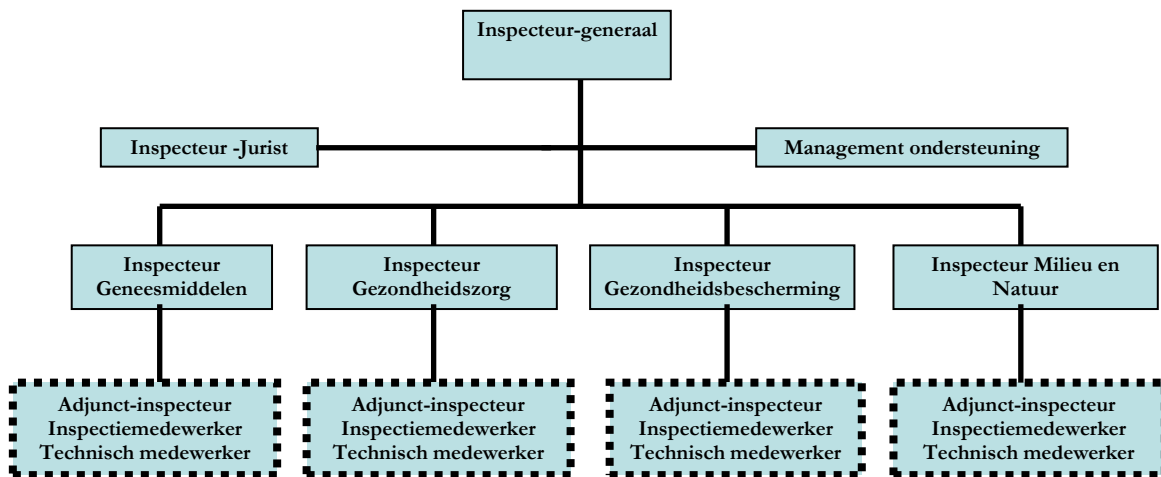 Inspecteur-generaal
Inspecteur -Jurist
Management ondersteuning
Inspecteur
Geneesmiddelen
Inspecteur
Gezondheidszorg
Inspecteur
Gezondheidsbescherming
Inspecteur Milieu en
Natuur
Adjunct-inspecteur
Inspectiemedewerker
Technisch medewerker
Adjunct-inspecteur
Inspectiemedewerker
Technisch medewerker
Adjunct-inspecteur
Inspectiemedewerker
Technisch medewerker
Adjunct-inspecteur
Inspectiemedewerker
Technisch medewerker